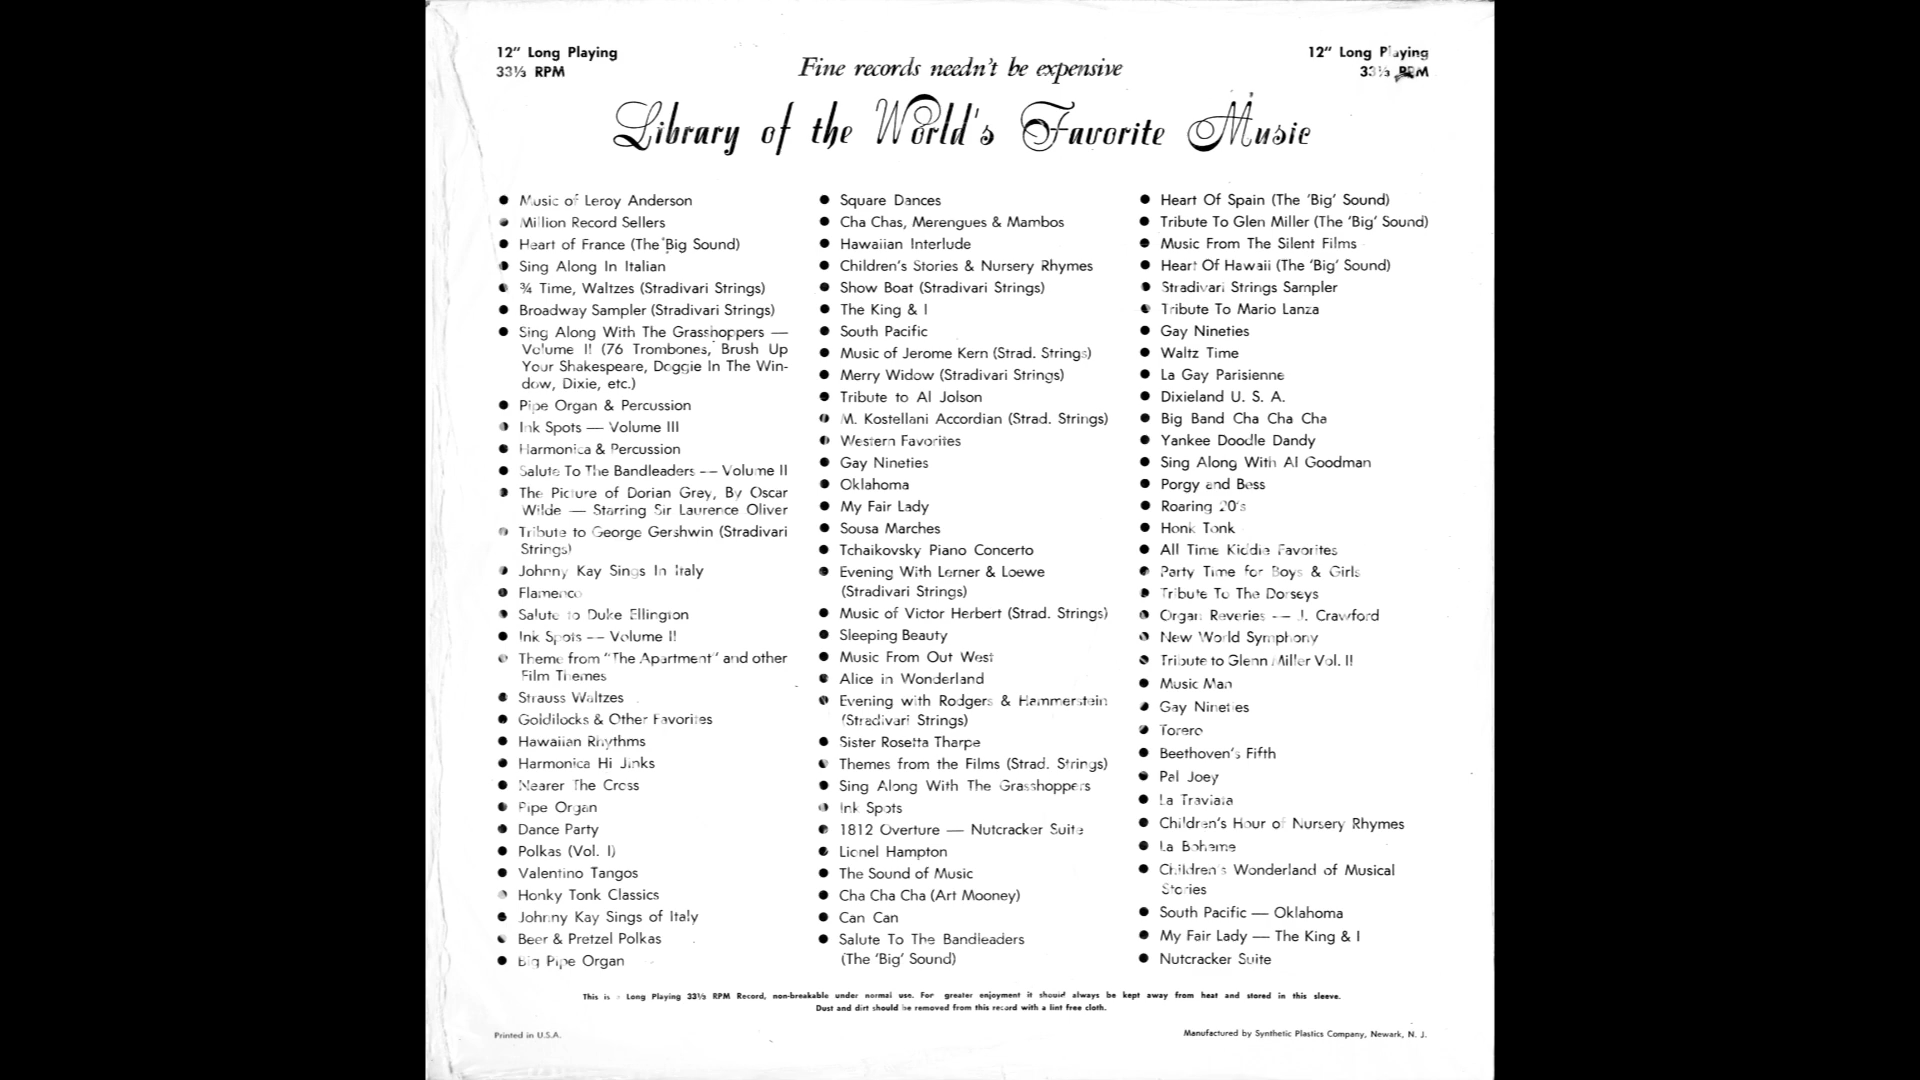 12″ Long Playing
33⅓ RPM
Fine records needn't be expensive
12″ Long Playing
33⅓ RPM
Library of the World's Favorite Music
● Music of Leroy Anderson
● Million Record Sellers
● Heart of France (The 'Big Sound)
● Sing Along In Italian
● ¾ Time, Waltzes (Stradivari Strings)
● Broadway Sampler (Stradivari Strings)
● Sing Along With The Grasshoppers —
Volume II (76 Trombones, Brush Up
Your Shakespeare, Doggie In The Win-
dow, Dixie, etc.)
● Pipe Organ & Percussion
● Ink Spots — Volume III
● Harmonica & Percussion
● Salute To The Bandleaders -- Volume II
● The Picture of Dorian Grey, By Oscar
Wilde — Starring Sir Laurence Oliver
● Tribute to George Gershwin (Stradivari
Strings)
● Johnny Kay Sings In Italy
● Flamenco
● Salute to Duke Ellington
● Ink Spots -- Volume II
● Theme from "The Apartment" and other
Film Themes
● Strauss Waltzes
● Goldilocks & Other Favorites
● Hawaiian Rhythms
● Harmonica Hi Jinks
● Nearer The Cross
● Pipe Organ
● Dance Party
● Polkas (Vol. I)
● Valentino Tangos
● Honky Tonk Classics
● Johnny Kay Sings of Italy
● Beer & Pretzel Polkas
● Big Pipe Organ
● Square Dances
● Cha Chas, Merengues & Mambos
● Hawaiian Interlude
● Children's Stories & Nursery Rhymes
● Show Boat (Stradivari Strings)
● The King & I
● South Pacific
● Music of Jerome Kern (Strad. Strings)
● Merry Widow (Stradivari Strings)
● Tribute to Al Jolson
● M. Kostellani Accordian (Strad. Strings)
● Western Favorites
● Gay Nineties
● Oklahoma
● My Fair Lady
● Sousa Marches
● Tchaikovsky Piano Concerto
● Evening With Lerner & Loewe
(Stradivari Strings)
● Music of Victor Herbert (Strad. Strings)
● Sleeping Beauty
● Music From Out West
● Alice in Wonderland
● Evening with Rodgers & Hammerstein
(Stradivari Strings)
● Sister Rosetta Tharpe
● Themes from the Films (Strad. Strings)
● Sing Along With The Grasshoppers
● Ink Spots
● 1812 Overture — Nutcracker Suite
● Lionel Hampton
● The Sound of Music
● Cha Cha Cha (Art Mooney)
● Can Can
● Salute To The Bandleaders
(The 'Big' Sound)
● Heart Of Spain (The 'Big' Sound)
● Tribute To Glen Miller (The 'Big' Sound)
● Music From The Silent Films
● Heart Of Hawaii (The 'Big' Sound)
● Stradivari Strings Sampler
● Tribute To Mario Lanza
● Gay Nineties
● Waltz Time
● La Gay Parisienne
● Dixieland U. S. A.
● Big Band Cha Cha Cha
● Yankee Doodle Dandy
● Sing Along With Al Goodman
● Porgy and Bess
● Roaring 20's
● Honk Tonk
● All Time Kiddie Favorites
● Party Time for Boys & Girls
● Tribute To The Dorseys
● Organ Reveries -- J. Crawford
● New World Symphony
● Tribute to Glenn Miller Vol. II
● Music Man
● Gay Nineties
● Torero
● Beethoven's Fifth
● Pal Joey
● La Traviata
● Children's Hour of Nursery Rhymes
● La Boheme
● Children's Wonderland of Musical
Stories
● South Pacific — Oklahoma
● My Fair Lady — The King & I
● Nutcracker Suite
This is a Long Playing 33⅓ RPM Record, non-breakable under normal use. For greater enjoyment it should always be kept away from heat and stored in this sleeve.
Dust and dirt should be removed from this record with a lint free cloth.
Printed in U.S.A.
Manufactured by Synthetic Plastics Company, Newark, N. J.